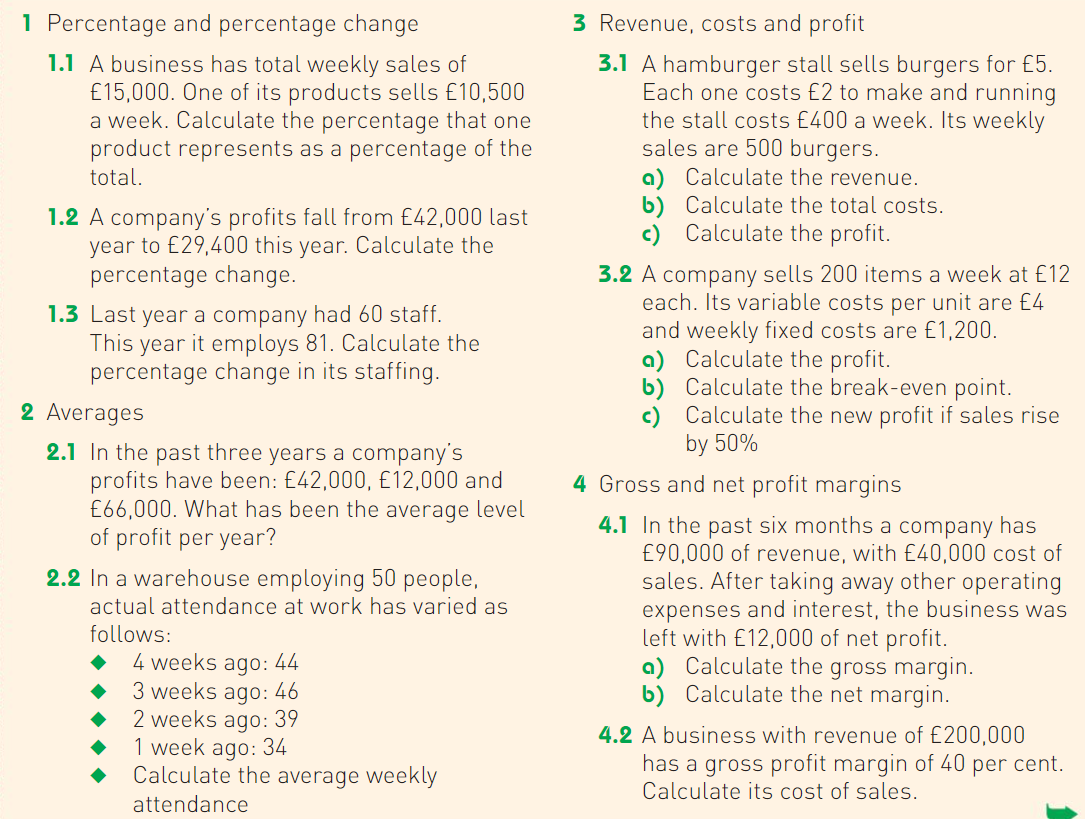 1 Percentage and percentage change
1.1 A business has total weekly sales of
£15,000. One of its products sells £10,500
a week. Calculate the percentage that one
product represents as a percentage of the
total.
1.2 A company's profits fall from £42,000 last
year to £29,400 this year. Calculate the
percentage change.
1.3 Last year a company had 60 staff.
This year it employs 81. Calculate the
percentage change in its staffing.
2 Averages
2.1 In the past three years a company's
profits have been: £42,000, £12,000 and
£66,000. What has been the average level
of profit per year?
2.2 In a warehouse employing 50 people,
actual attendance at work has varied as
follows:
◆ 4 weeks ago: 44
◆ 3 weeks ago: 46
◆ 2 weeks ago: 39
◆ 1 week ago: 34
◆ Calculate the average weekly
attendance
3 Revenue, costs and profit
3.1 A hamburger stall sells burgers for £5.
Each one costs £2 to make and running
the stall costs £400 a week. Its weekly
sales are 500 burgers.
a) Calculate the revenue.
b) Calculate the total costs.
c) Calculate the profit.
3.2 A company sells 200 items a week at £12
each. Its variable costs per unit are £4
and weekly fixed costs are £1,200.
a) Calculate the profit.
b) Calculate the break-even point.
c) Calculate the new profit if sales rise
by 50%
4 Gross and net profit margins
4.1 In the past six months a company has
£90,000 of revenue, with £40,000 cost of
sales. After taking away other operating
expenses and interest, the business was
left with £12,000 of net profit.
a) Calculate the gross margin.
b) Calculate the net margin.
4.2 A business with revenue of £200,000
has a gross profit margin of 40 per cent.
Calculate its cost of sales.